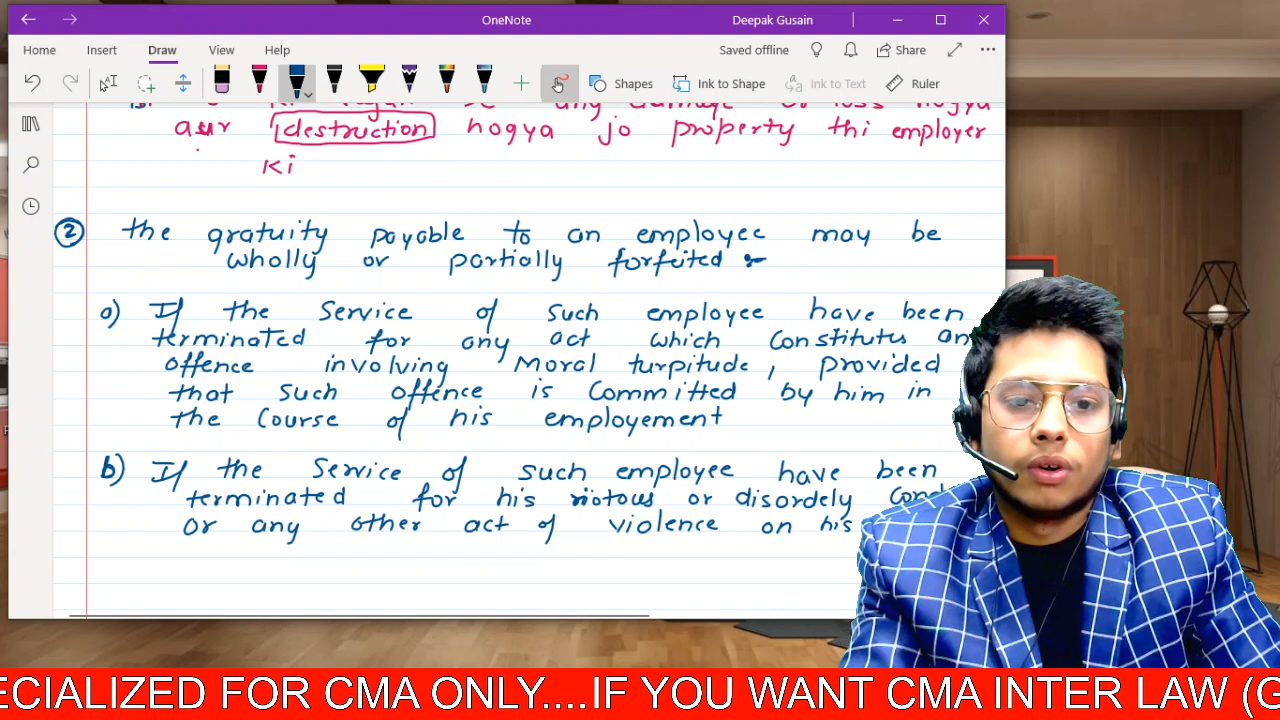 OneNote
Deepak Gusain
Home Insert Draw View Help
Saved offline
Share
Shapes
Ink to Shape
Ink to Text
Ruler
any damage loss hogya
destruction hogya jo property thi employer
ki
2 the gratuity payable to an employee may be
wholly or partially forfeited :-
a) If the Service of such employee have been
terminated for any act which Constitutes an
offence involving Moral turpitude, provided
that such offence is Committed by him in
the Course of his employement
b) If the Service of such employee have been
terminated for his riotous or disordely
or any other act of violence on his
ECIALIZED FOR CMA ONLY....IF YOU WANT CMA INTER LAW (G